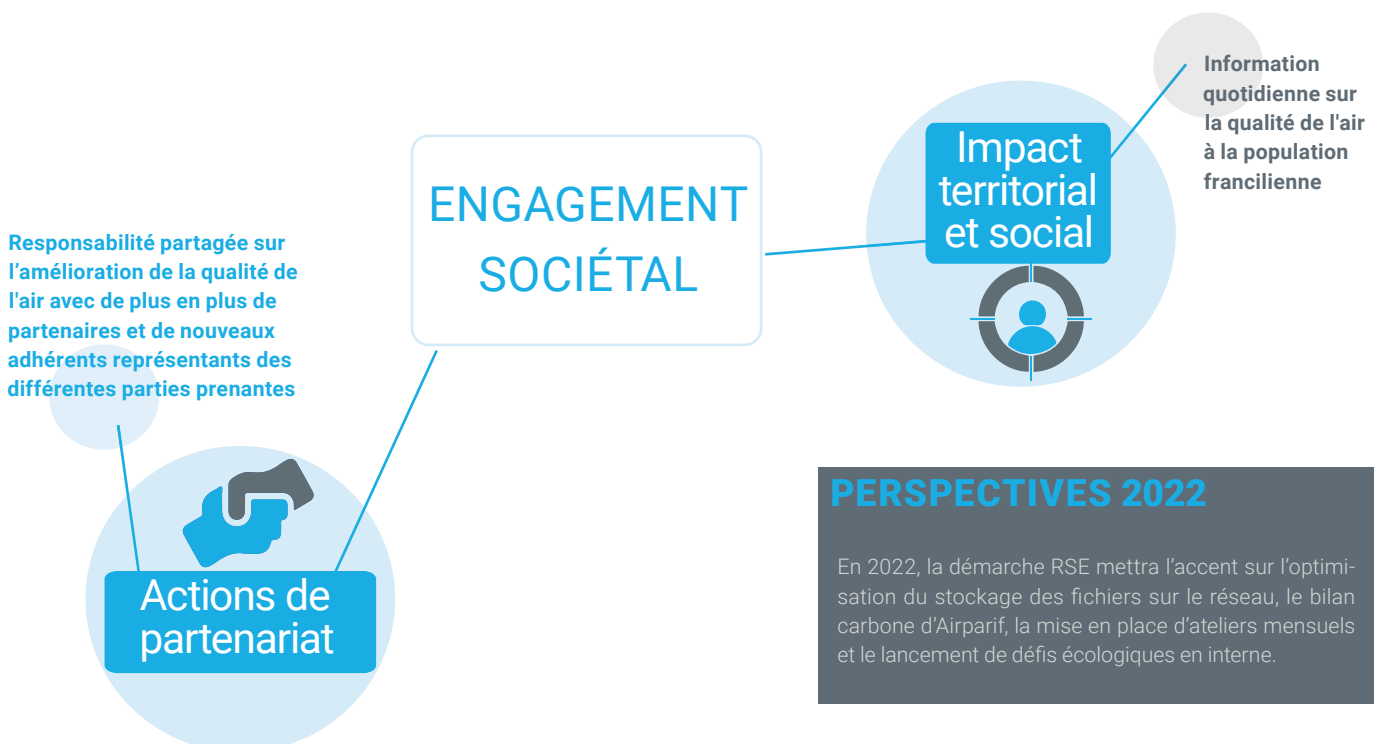 ENGAGEMENT
SOCIÉTAL
Impact
territorial
et social
Information
quotidienne sur
la qualité de l'air
à la population
francilienne
Responsabilité partagée sur
l’amélioration de la qualité de
l'air avec de plus en plus de
partenaires et de nouveaux
adhérents représentants des
différentes parties prenantes
Actions de
partenariat
PERSPECTIVES 2022
En 2022, la démarche RSE mettra l’accent sur l’optimi-
sation du stockage des fichiers sur le réseau, le bilan
carbone d’Airparif, la mise en place d’ateliers mensuels
et le lancement de défis écologiques en interne.